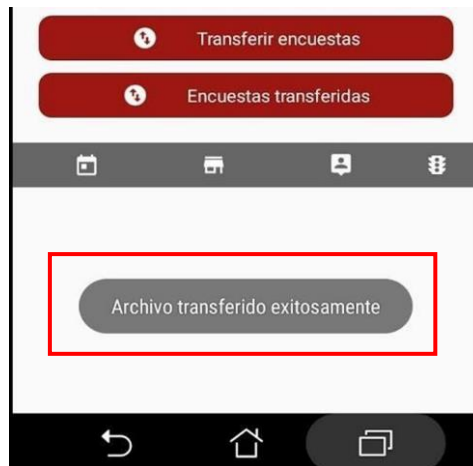 Transferir encuestas
Encuestas transferidas
Archivo transferido exitosamente